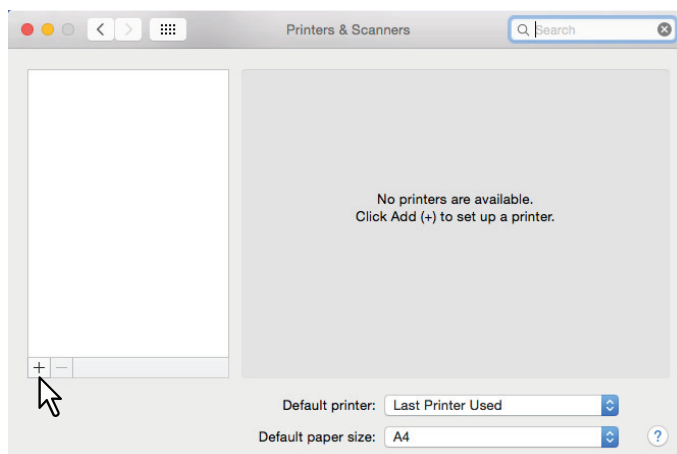 Printers & Scanners
Search
No printers are available.
Click Add (+) to set up a printer.
+ −
Default printer: Last Printer Used
Default paper size: A4 ?